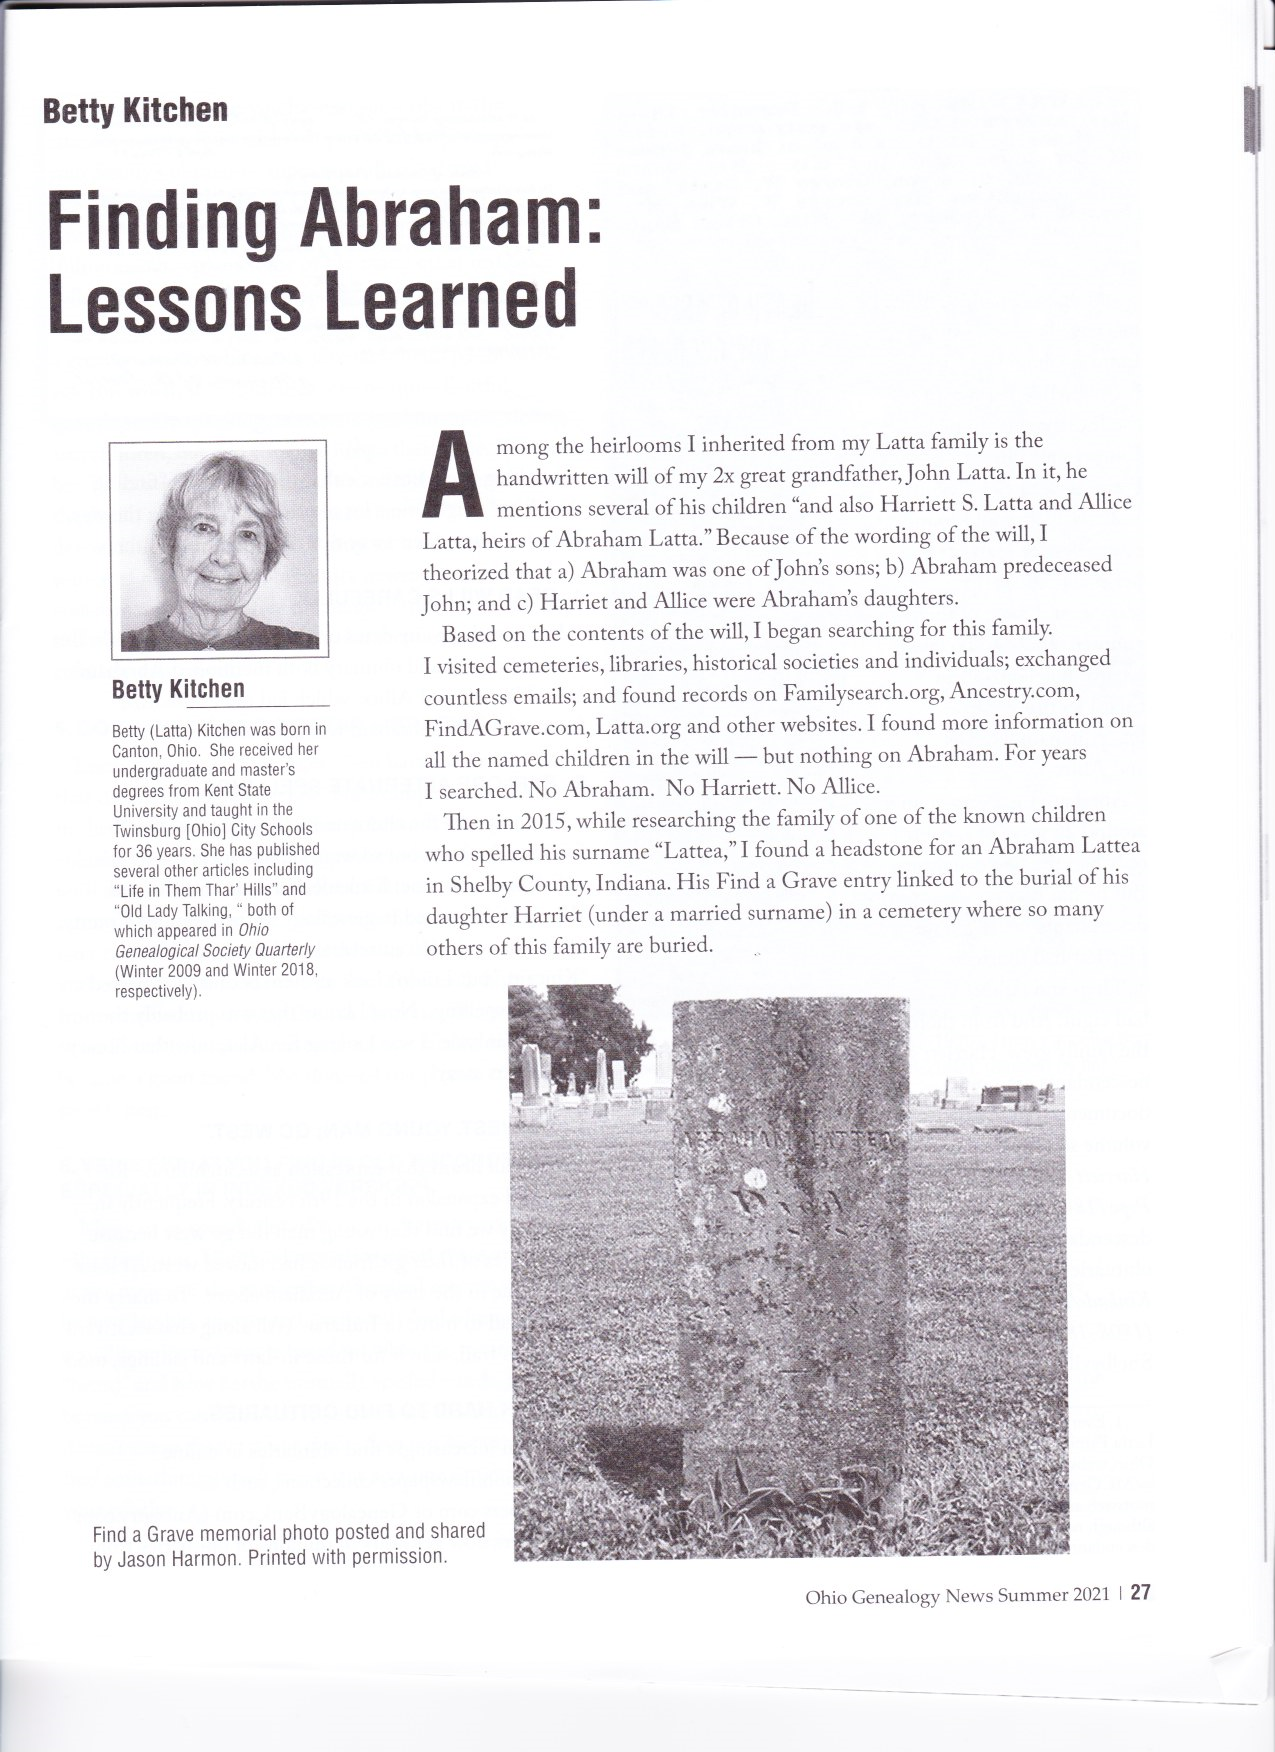 Betty Kitchen
Finding Abraham:
Lessons Learned
Among the heirlooms I inherited from my Latta family is the
handwritten will of my 2x great grandfather, John Latta. In it, he
mentions several of his children “and also Harriett S. Latta and Allice
Latta, heirs of Abraham Latta.” Because of the wording of the will, I
theorized that a) Abraham was one of John’s sons; b) Abraham predeceased
John; and c) Harriet and Allice were Abraham’s daughters.
Based on the contents of the will, I began searching for this family.
I visited cemeteries, libraries, historical societies and individuals; exchanged
countless emails; and found records on Familysearch.org, Ancestry.com,
FindAGrave.com, Latta.org and other websites. I found more information on
all the named children in the will — but nothing on Abraham. For years
I searched. No Abraham.  No Harriett. No Allice.
Then in 2015, while researching the family of one of the known children
who spelled his surname “Lattea,” I found a headstone for an Abraham Lattea
in Shelby County, Indiana. His Find a Grave entry linked to the burial of his
daughter Harriet (under a married surname) in a cemetery where so many
others of this family are buried.
Betty Kitchen
Betty (Latta) Kitchen was born in
Canton, Ohio.  She received her
undergraduate and master’s
degrees from Kent State
University and taught in the
Twinsburg [Ohio] City Schools
for 36 years. She has published
several other articles including
“Life in Them Thar’ Hills” and
“Old Lady Talking, “ both of
which appeared in Ohio
Genealogical Society Quarterly
(Winter 2009 and Winter 2018,
respectively).
ABRAHAM LATTEA
Find a Grave memorial photo posted and shared
by Jason Harmon. Printed with permission.
Ohio Genealogy News Summer 2021 | 27